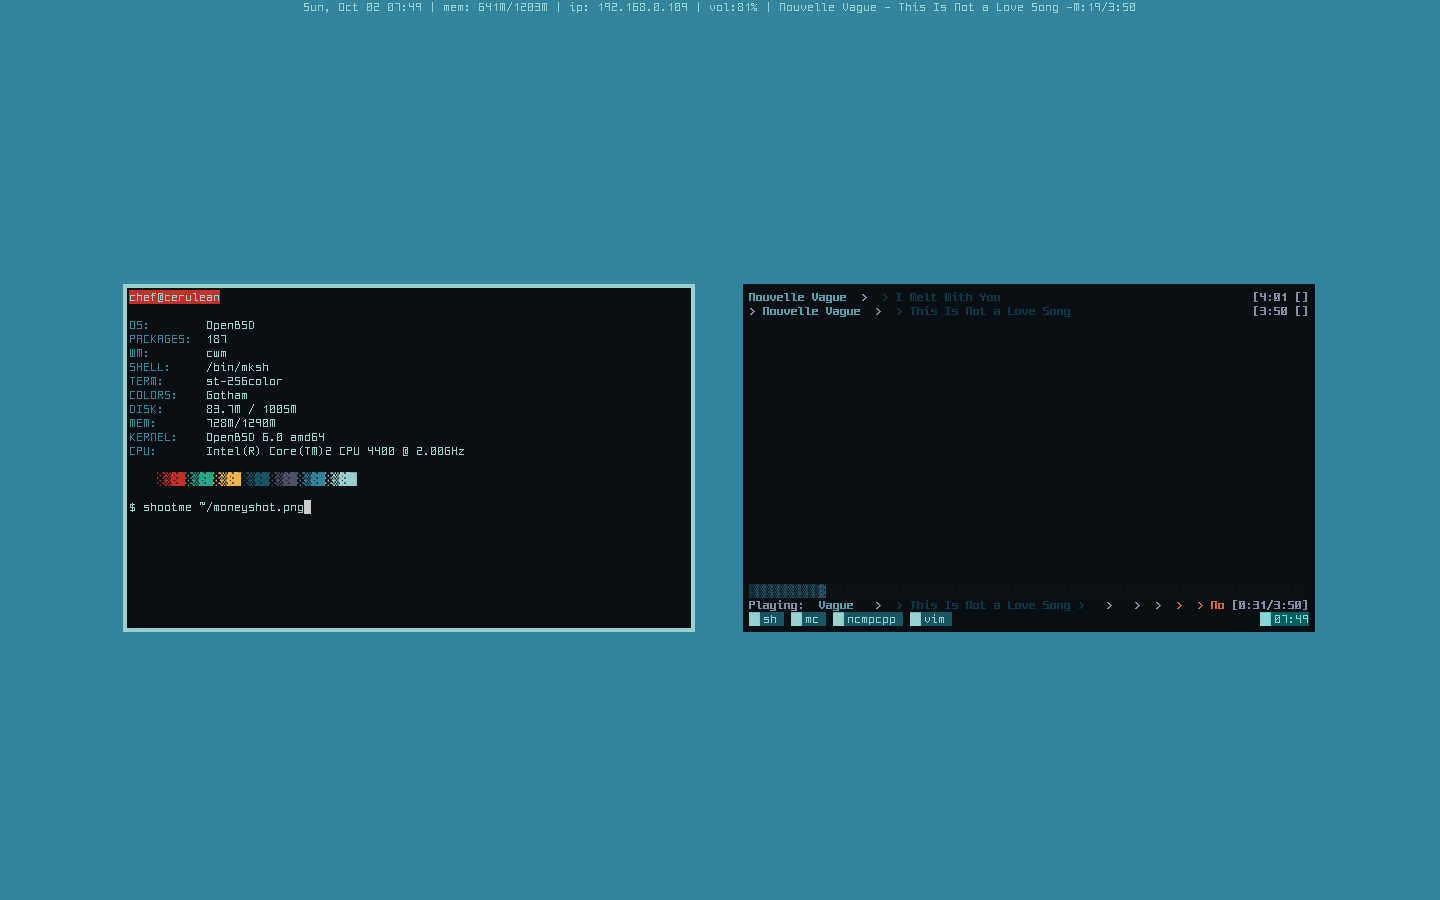 Sun, Oct 02 07:49 | mem: 641M/1203M | ip: 192.168.0.109 | vol:81% | Nouvelle Vague - This Is Not a Love Song -M:19/3:50
chef@cerulean
OS: OpenBSD
PACKAGES: 187
WM: cwm
SHELL: /bin/mksh
TERM: st-256color
COLORS: Gotham
DISK: 83.7M / 1005M
MEM: 728M/1290M
KERNEL: OpenBSD 6.0 amd64
CPU: Intel(R) Core(TM)2 CPU 4400 @ 2.00GHz
$ shootme ~/moneyshot.png
Nouvelle Vague > > I Melt With You [4:01 []
> Nouvelle Vague > > This Is Not a Love Song [3:50 []
Playing: Vague > > This Is Not a Love Song > > > > > > No [0:31/3:50]
sh mc ncmpcpp vim 07:49